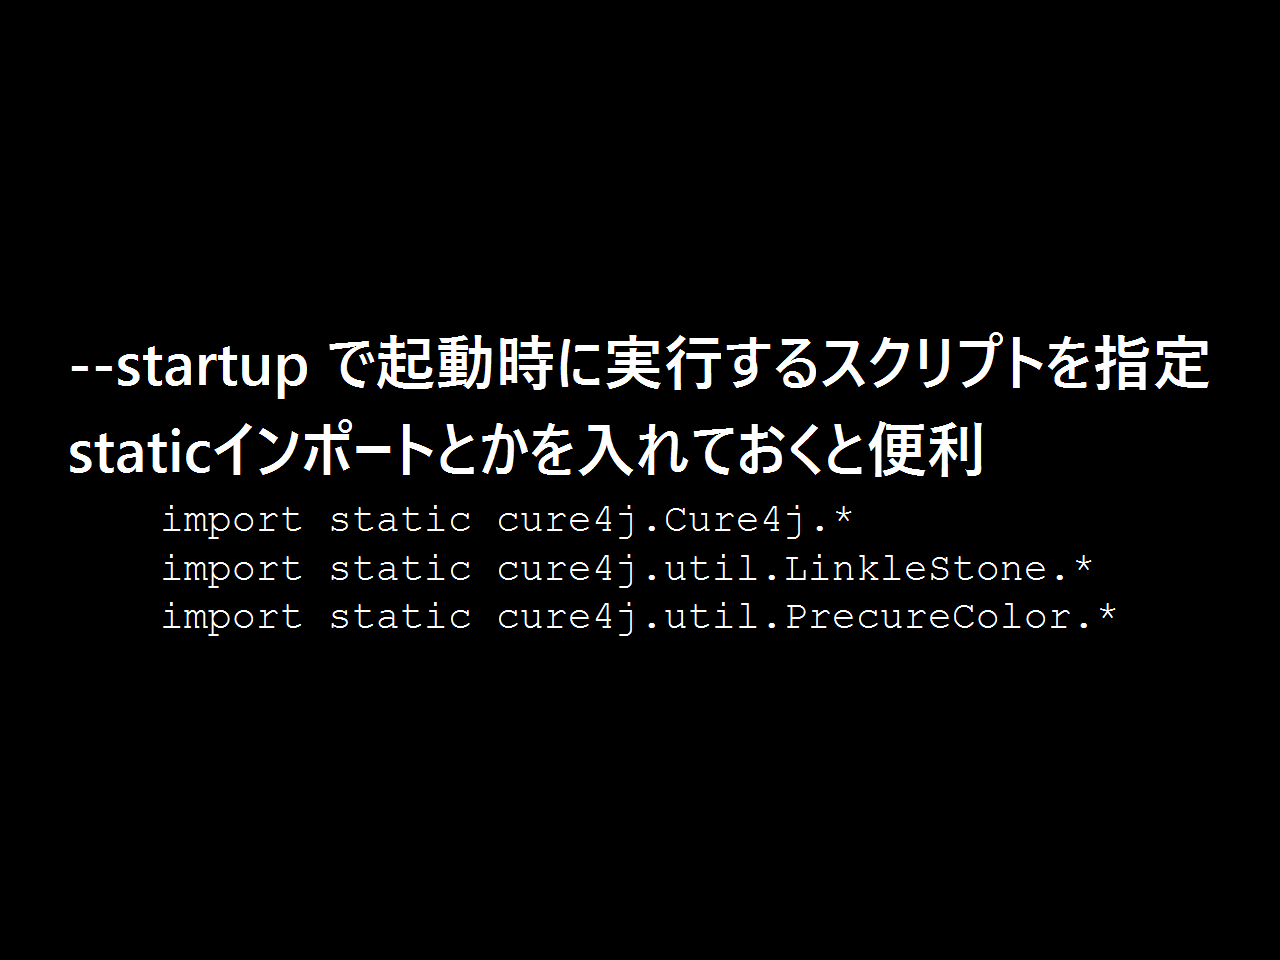 --startup で起動時に実行するスクリプトを指定
staticインポートとかを入れておくと便利
import static cure4j.Cure4j.*
import static cure4j.util.LinkleStone.*
import static cure4j.util.PrecureColor.*